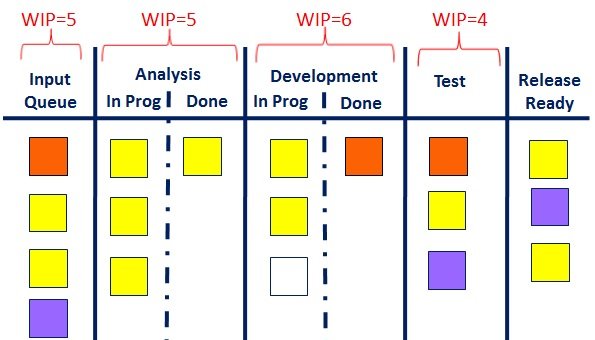 WIP=5 WIP=5 WIP=6 WIP=4
Input Queue
Analysis
In Prog Done
Development
In Prog Done
Test
Release Ready